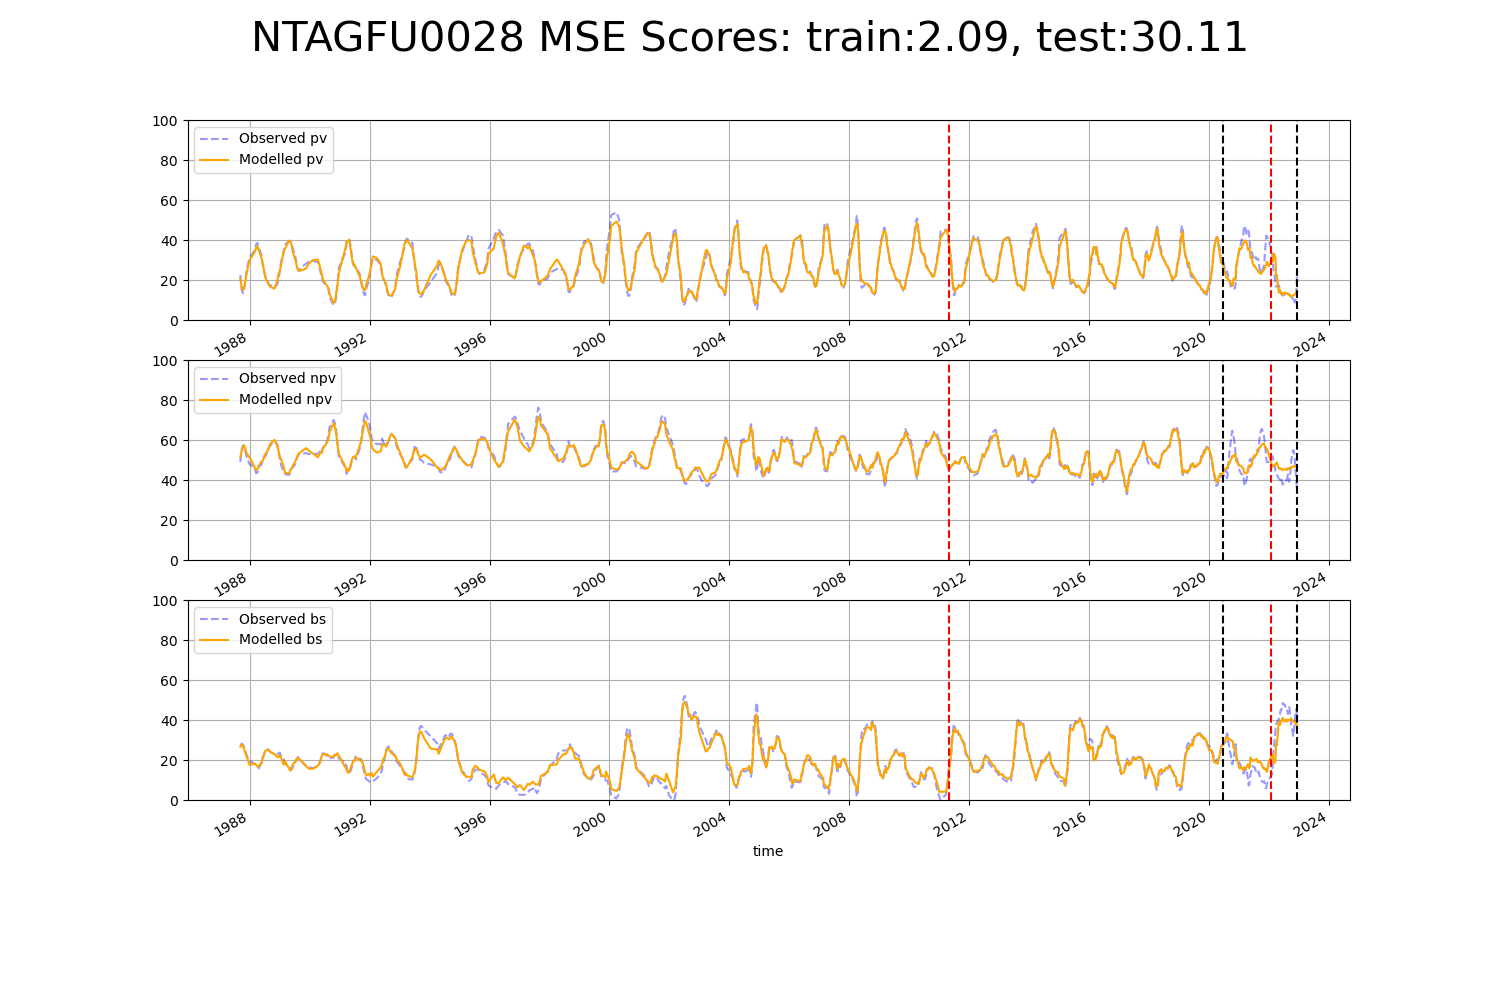 NTAGFU0028 MSE Scores: train:2.09, test:30.11
100
80
60
40
20
0
Observed pv
Modelled pv
1988 1992 1996 2000 2004 2008 2012 2016 2020 2024
100
80
60
40
20
0
Observed npv
Modelled npv
1988 1992 1996 2000 2004 2008 2012 2016 2020 2024
100
80
60
40
20
0
Observed bs
Modelled bs
1988 1992 1996 2000 2004 2008 2012 2016 2020 2024
time